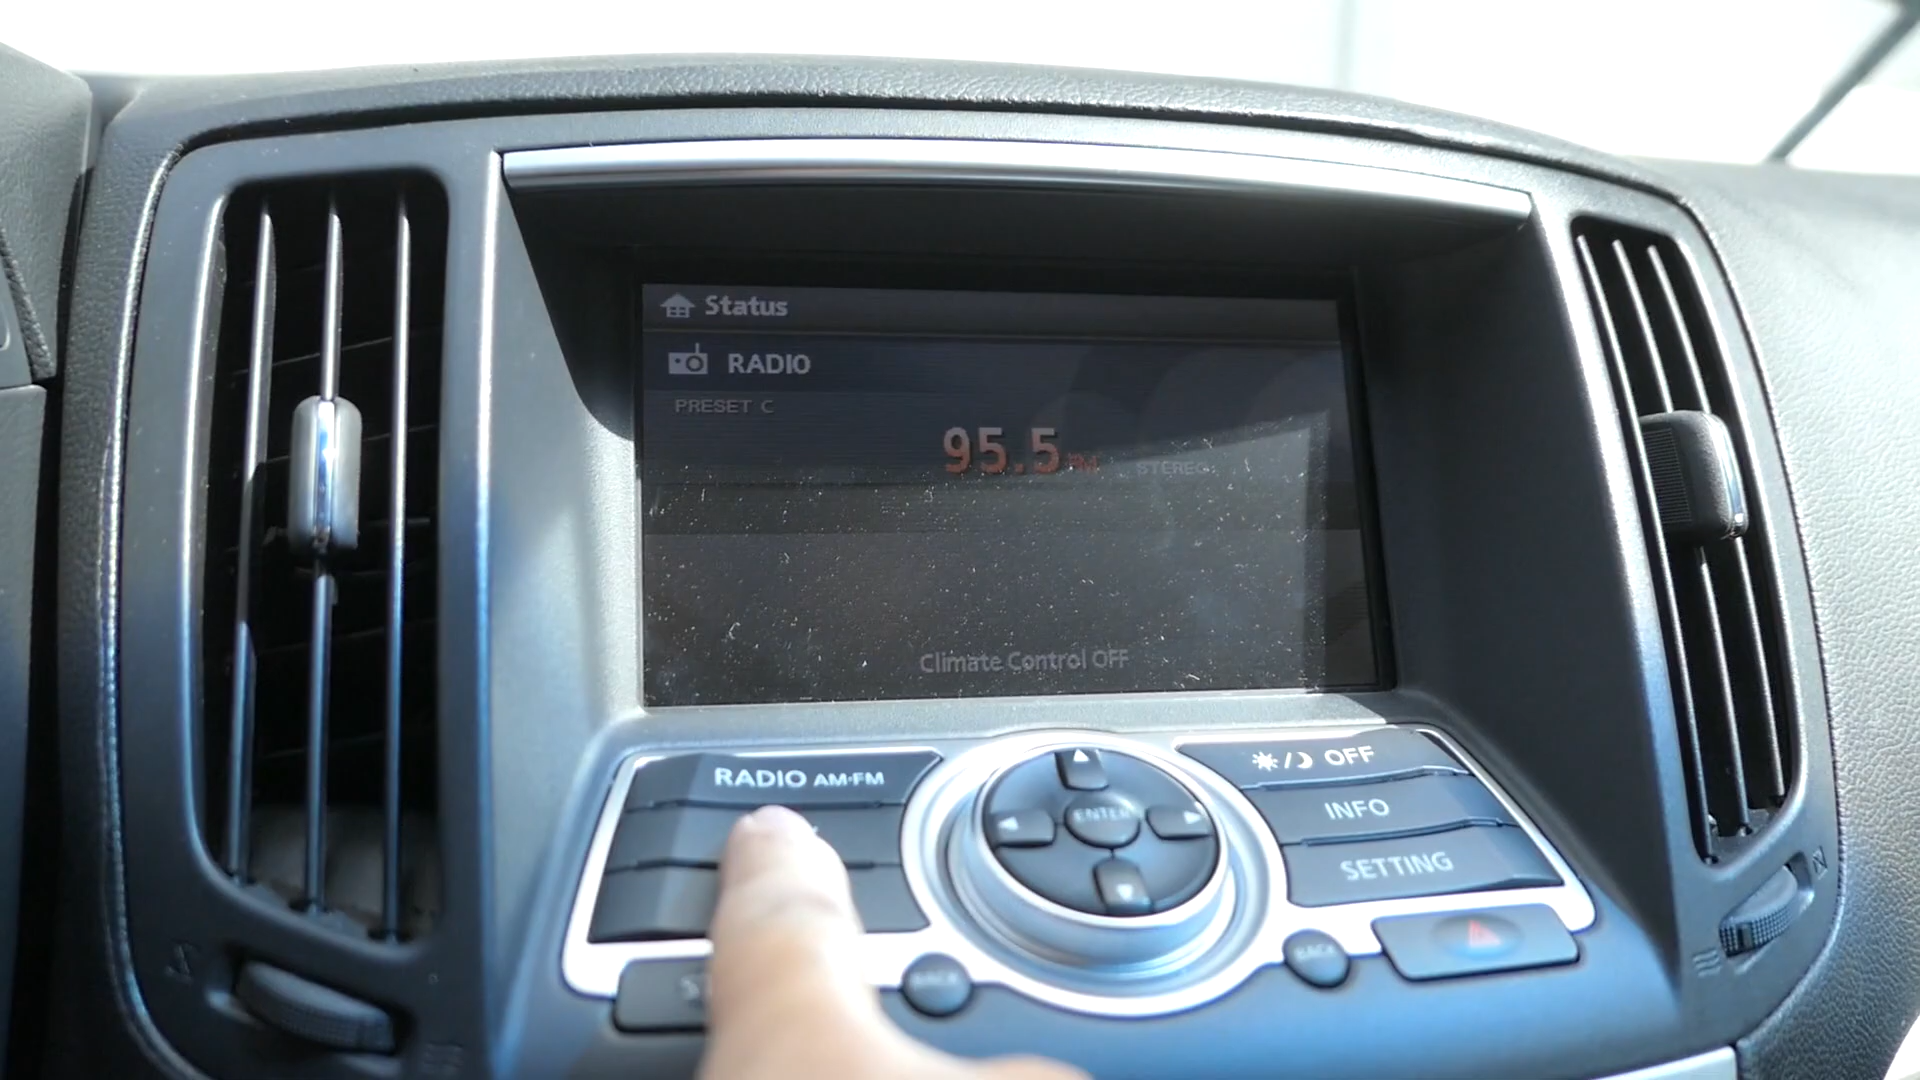 Status
RADIO
PRESET C
95.5 FM STEREO
Climate Control OFF
RADIO AM·FM
ENTER
OFF
INFO
SETTING
BACK
BACK